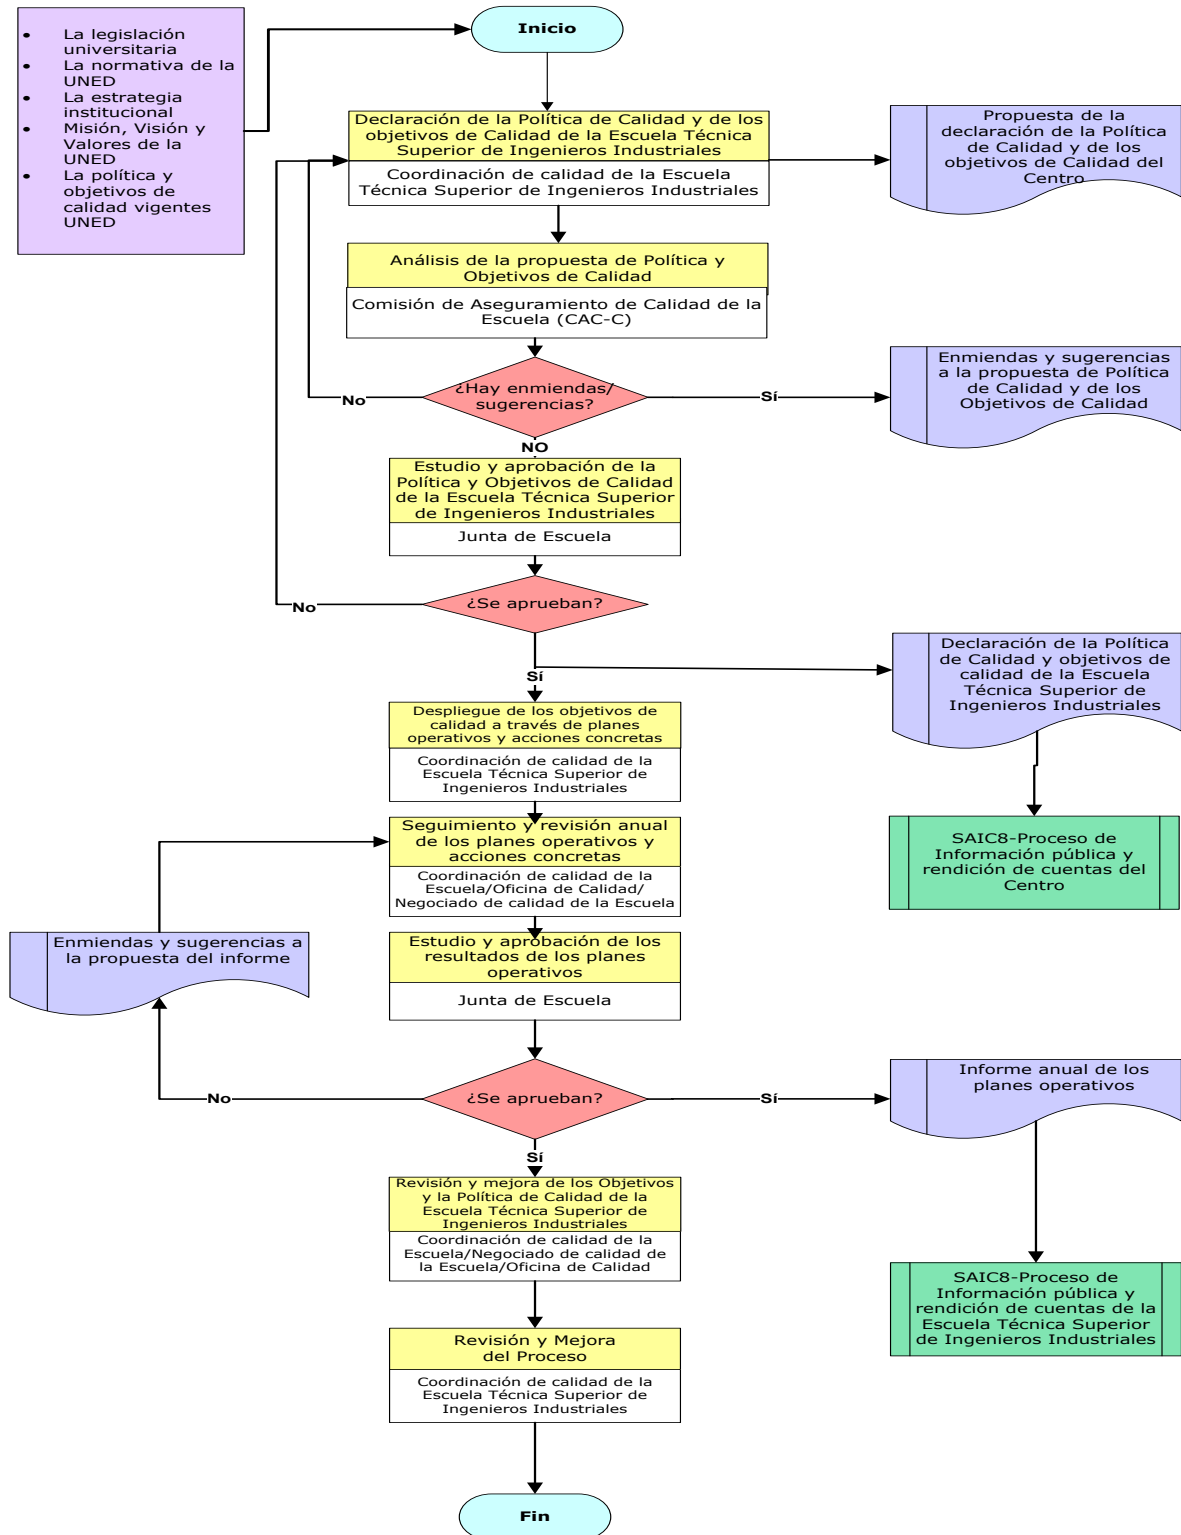 • La legislación
universitaria
• La normativa de la
UNED
• La estrategia
institucional
• Misión, Visión y
Valores de la
UNED
• La política y
objetivos de
calidad vigentes
UNED
Inicio
Declaración de la Política de Calidad y de los
objetivos de Calidad de la Escuela Técnica
Superior de Ingenieros Industriales
Coordinación de calidad de la Escuela
Técnica Superior de Ingenieros Industriales
Propuesta de la
declaración de la Política
de Calidad y de los
objetivos de Calidad del
Centro
Análisis de la propuesta de Política y
Objetivos de Calidad
Comisión de Aseguramiento de Calidad de la
Escuela (CAC-C)
¿Hay enmiendas/
sugerencias?
No
Sí
Enmiendas y sugerencias
a la propuesta de Política
de Calidad y de los
Objetivos de Calidad
NO
Estudio y aprobación de la
Política y Objetivos de Calidad
de la Escuela Técnica Superior
de Ingenieros Industriales
Junta de Escuela
¿Se aprueban?
No
Sí
Declaración de la Política
de Calidad y objetivos de
calidad de la Escuela
Técnica Superior de
Ingenieros Industriales
Despliegue de los objetivos de
calidad a través de planes
operativos y acciones concretas
Coordinación de calidad de la
Escuela Técnica Superior de
Ingenieros Industriales
SAIC8-Proceso de
Información pública y
rendición de cuentas del
Centro
Seguimiento y revisión anual
de los planes operativos y
acciones concretas
Coordinación de calidad de la
Escuela/Oficina de Calidad/
Negociado de calidad de la Escuela
Enmiendas y sugerencias a
la propuesta del informe
Estudio y aprobación de los
resultados de los planes
operativos
Junta de Escuela
¿Se aprueban?
No
Sí
Informe anual de los
planes operativos
Sí
Revisión y mejora de los Objetivos
y la Política de Calidad de la
Escuela Técnica Superior de
Ingenieros Industriales
Coordinación de calidad de la
Escuela/Negociado de calidad de
la Escuela/Oficina de Calidad
SAIC8-Proceso de
Información pública y
rendición de cuentas de la
Escuela Técnica Superior
de Ingenieros Industriales
Revisión y Mejora
del Proceso
Coordinación de calidad de la
Escuela Técnica Superior de
Ingenieros Industriales
Fin